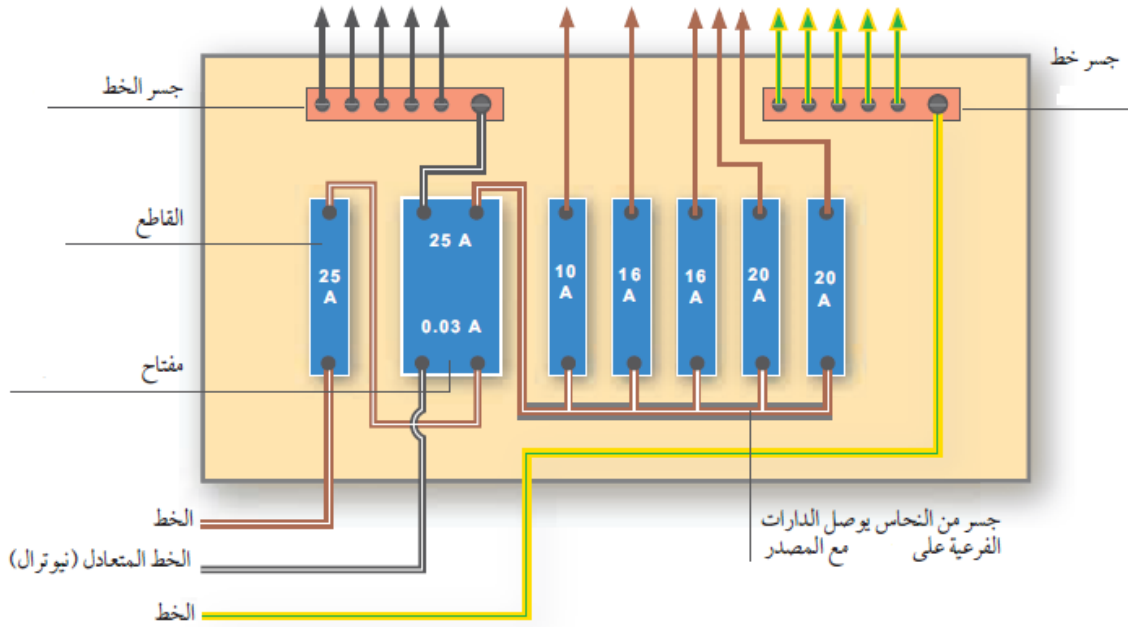 جسر خط
جسر الخط
القاطع
25 A
25
A
10
A
16
A
16
A
20
A
20
A
0.03 A
مفتاح
جسر من النحاس يوصل الدارات
الفرعية على مع المصدر
الخط
الخط المتعادل (نيوترال)
الخط